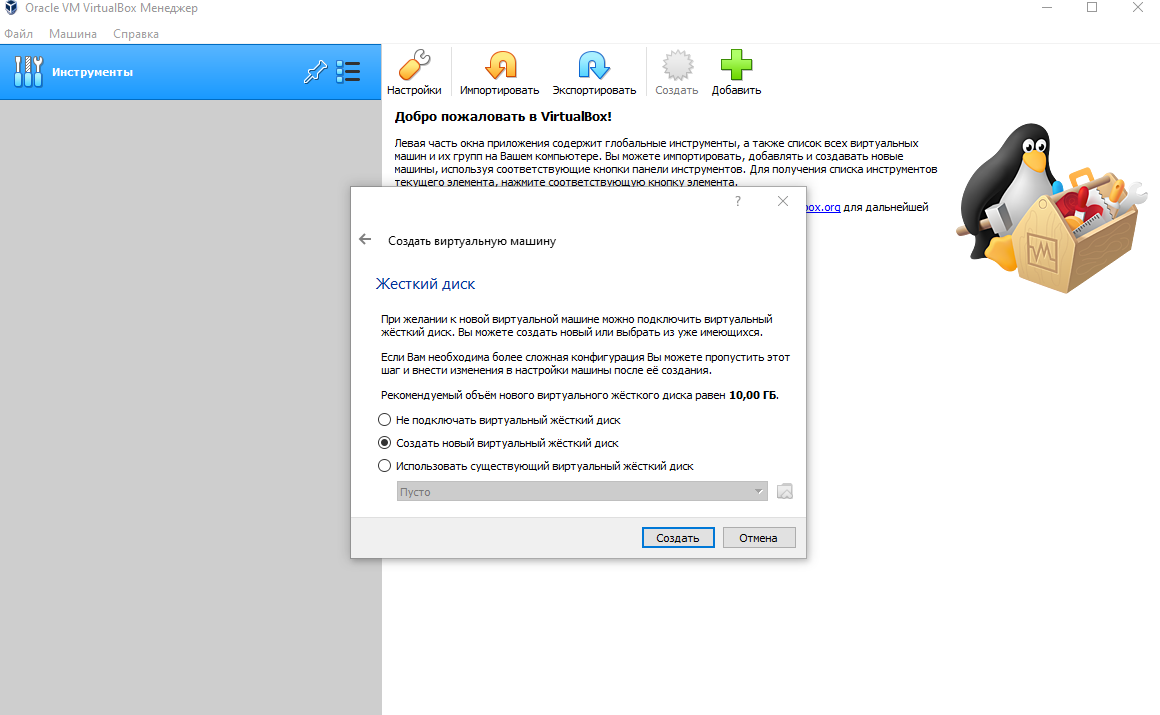 Oracle VM VirtualBox Менеджер
Файл Машина Справка
Инструменты
Настройки Импортировать Экспортировать Создать Добавить
Добро пожаловать в VirtualBox!
Левая часть окна приложения содержит глобальные инструменты, а также список всех виртуальных
машин и их групп на Вашем компьютере. Вы можете импортировать, добавлять и создавать новые
машины, используя соответствующие кнопки панели инструментов. Для получения списка инструментов
текущего элемента, нажмите соответствующую кнопку элемента.
box.org для дальнейшей
?
Создать виртуальную машину
Жесткий диск
При желании к новой виртуальной машине можно подключить виртуальный
жёсткий диск. Вы можете создать новый или выбрать из уже имеющихся.
Если Вам необходима более сложная конфигурация Вы можете пропустить этот
шаг и внести изменения в настройки машины после её создания.
Рекомендуемый объём нового виртуального жёсткого диска равен 10,00 ГБ.
Не подключать виртуальный жёсткий диск
Создать новый виртуальный жёсткий диск
Использовать существующий виртуальный жёсткий диск
Пусто
Создать Отмена